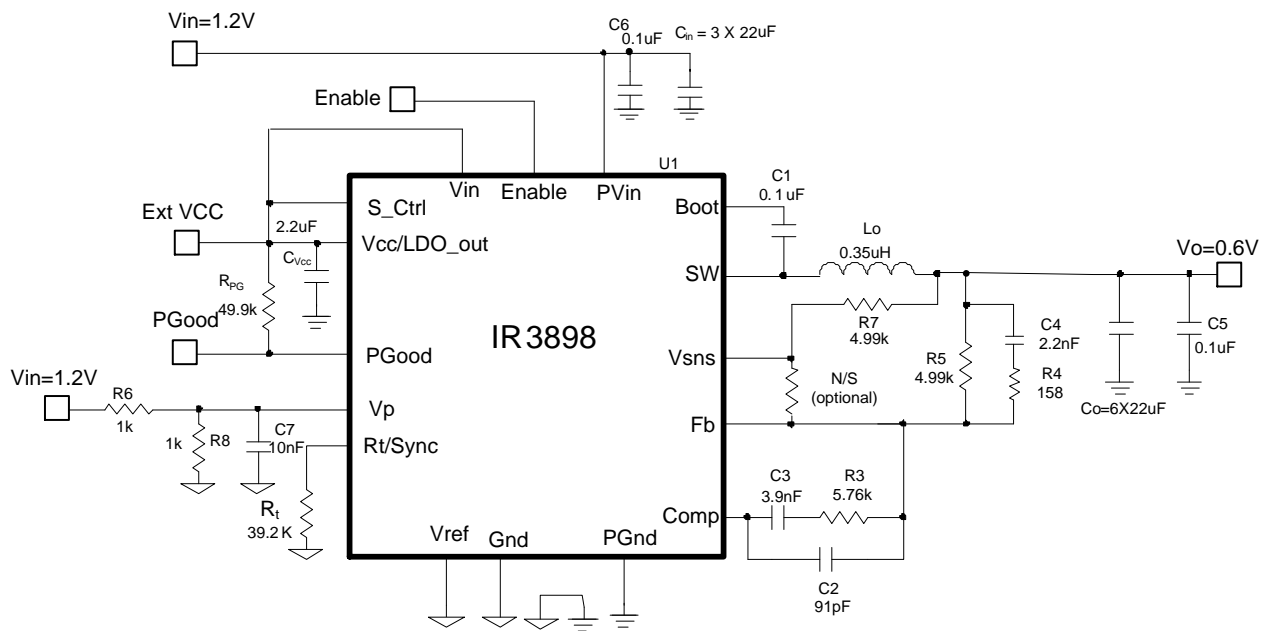 Vin=1.2V
C6
0.1uF
Cin = 3 X 22uF
Enable
U1
Vin
Enable
PVin
C1
0.1uF
Boot
S_Ctrl
Ext VCC
2.2uF
Vcc/LDO_out
CVcc
Lo
0.35uH
Vo=0.6V
SW
RPG
49.9k
PGood
IR3898
R7
4.99k
C4
2.2nF
C5
0.1uF
PGood
Vsns
R5
4.99k
R4
158
N/S
(optional)
Co=6X22uF
Vin=1.2V
R6
1k
Vp
Fb
1k
R8
C7
10nF
Rt/Sync
C3
3.9nF
R3
5.76k
Rt
39.2K
Comp
Vref
Gnd
PGnd
C2
91pF